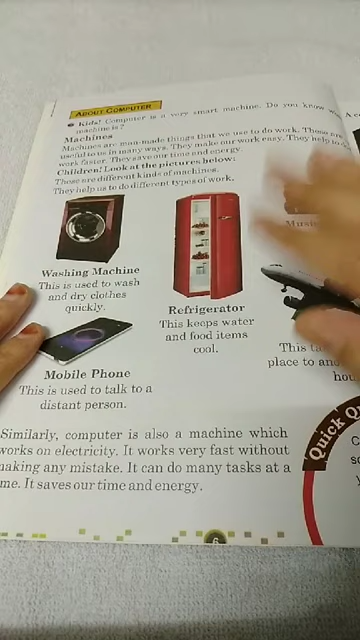 ABOUT COMPUTER
Kids! Computer is a very smart machine. Do you know
machine is?
Machines
Machines are man-made things that we use to do work. These are
useful to us in many ways. They make our work easy. They help
work faster. They save our time and energy
Children! Look at the pictures below:
These are different kinds of machines.
They help us to do different types of work.
Washing Machine
This is used to wash
and dry clothes
quickly.
Refrigerator
This keeps water
and food items
cool.
Mobile Phone
This is used to talk to a
distant person.
This
place to
Similarly, computer is also a machine which
works on electricity. It works very fast without
making any mistake. It can do many tasks at a
me. It saves our time and energy.
Quick
6